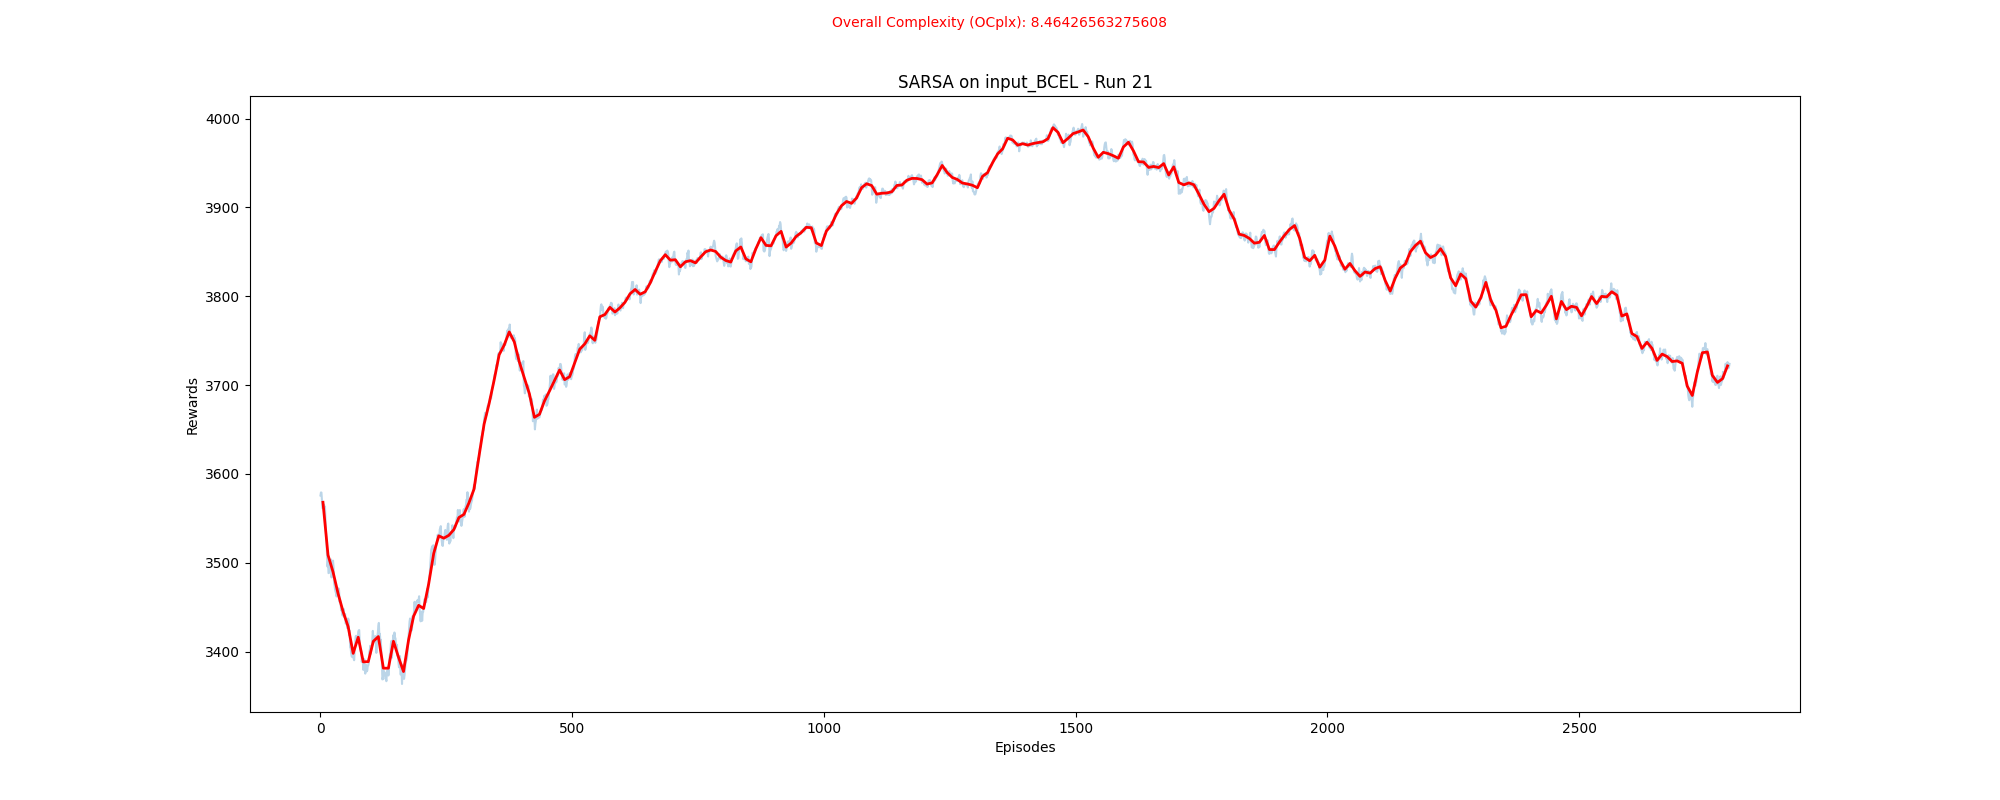 Overall Complexity (OCplx): 8.46426563275608
SARSA on input_BCEL - Run 21
4000
3900
3800
3700
3600
3500
3400
Rewards
0 500 1000 1500 2000 2500
Episodes